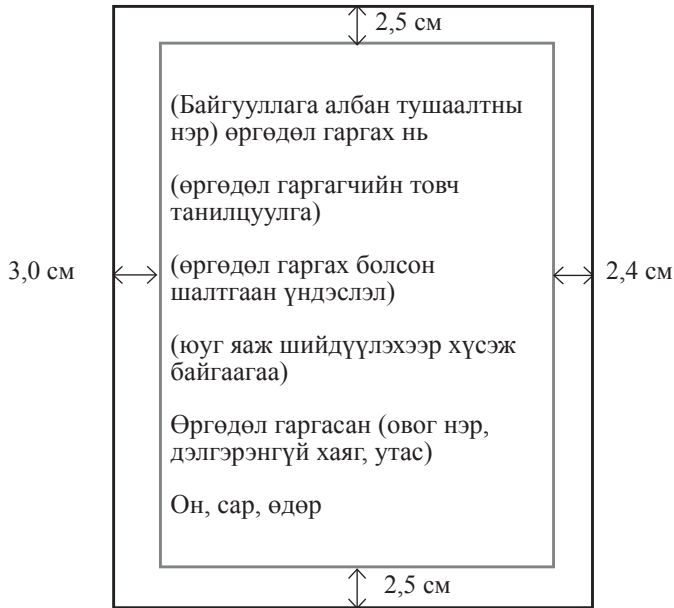 2,5 см
(Байгууллага албан тушаалтны
нэр) өргөдөл гаргах нь
(өргөдөл гаргагчийн товч
танилцуулга)
3,0 см
(өргөдөл гаргах болсон
шалтгаан үндэслэл)
2,4 см
(юуг яаж шийдүүлэхээр хүсэж
байгаагаа)
Өргөдөл гаргасан (овог нэр,
дэлгэрэнгүй хаяг, утас)
Он, сар, өдөр
2,5 см